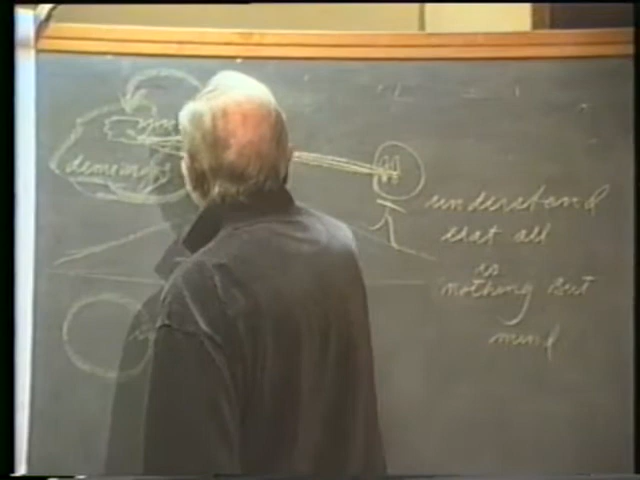 understand
that all
is
nothing but
mind